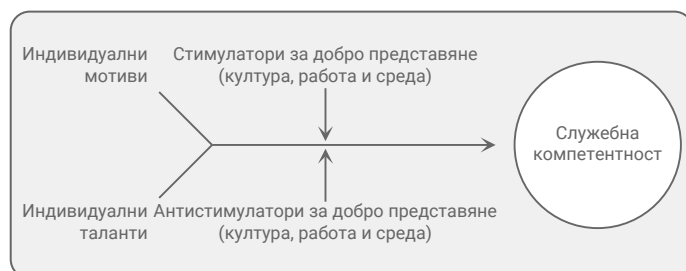 Индивидуални
мотиви
Стимулатори за добро представяне
(култура, работа и среда)
Служебна
компетентност
Индивидуални
таланти
Антистимулатори за добро представяне
(култура, работа и среда)